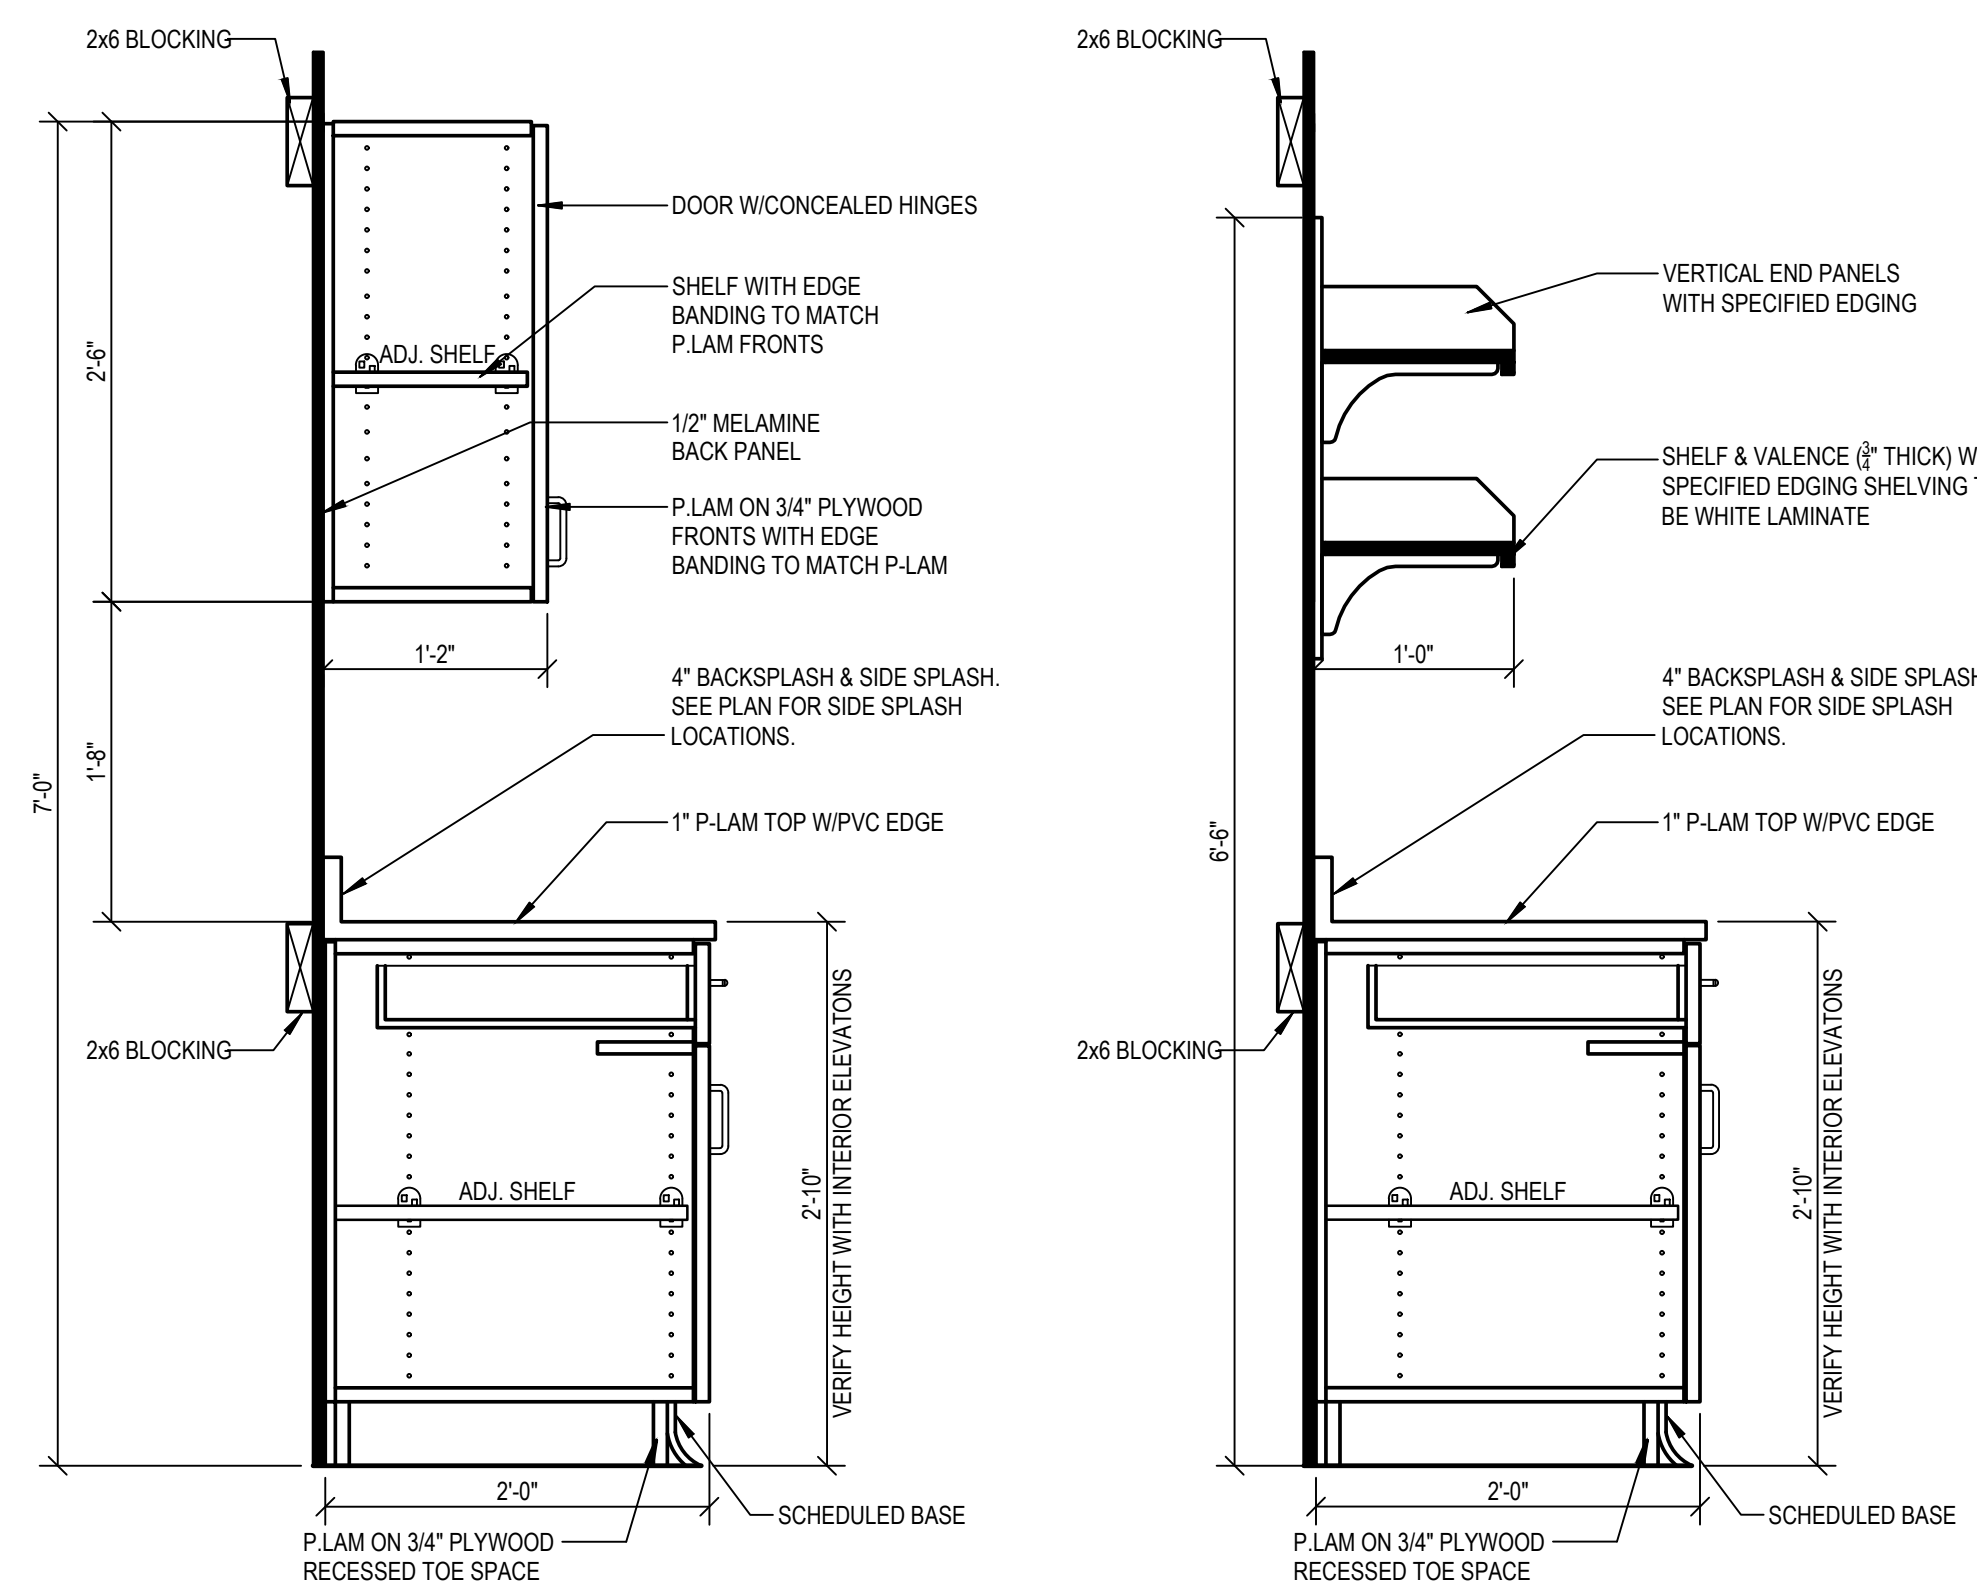 2x6 BLOCKING
DOOR W/CONCEALED HINGES
SHELF WITH EDGE
BANDING TO MATCH
P.LAM FRONTS
ADJ. SHELF
2'-6"
1/2" MELAMINE
BACK PANEL
P.LAM ON 3/4" PLYWOOD
FRONTS WITH EDGE
BANDING TO MATCH P-LAM
1'-2"
4" BACKSPLASH & SIDE SPLASH.
SEE PLAN FOR SIDE SPLASH
LOCATIONS.
1'-8"
7'-0"
1" P-LAM TOP W/PVC EDGE
2x6 BLOCKING
ADJ. SHELF
2'-10"
VERIFY HEIGHT WITH INTERIOR ELEVATONS
2'-0"
SCHEDULED BASE
P.LAM ON 3/4" PLYWOOD
RECESSED TOE SPACE
2x6 BLOCKING
VERTICAL END PANELS
WITH SPECIFIED EDGING
SHELF & VALENCE (3/4" THICK) W
SPECIFIED EDGING SHELVING
BE WHITE LAMINATE
1'-0"
4" BACKSPLASH & SIDE SPLASH
SEE PLAN FOR SIDE SPLASH
LOCATIONS.
6'-6"
1" P-LAM TOP W/PVC EDGE
2x6 BLOCKING
ADJ. SHELF
2'-10"
VERIFY HEIGHT WITH INTERIOR ELEVATONS
2'-0"
SCHEDULED BASE
P.LAM ON 3/4" PLYWOOD
RECESSED TOE SPACE